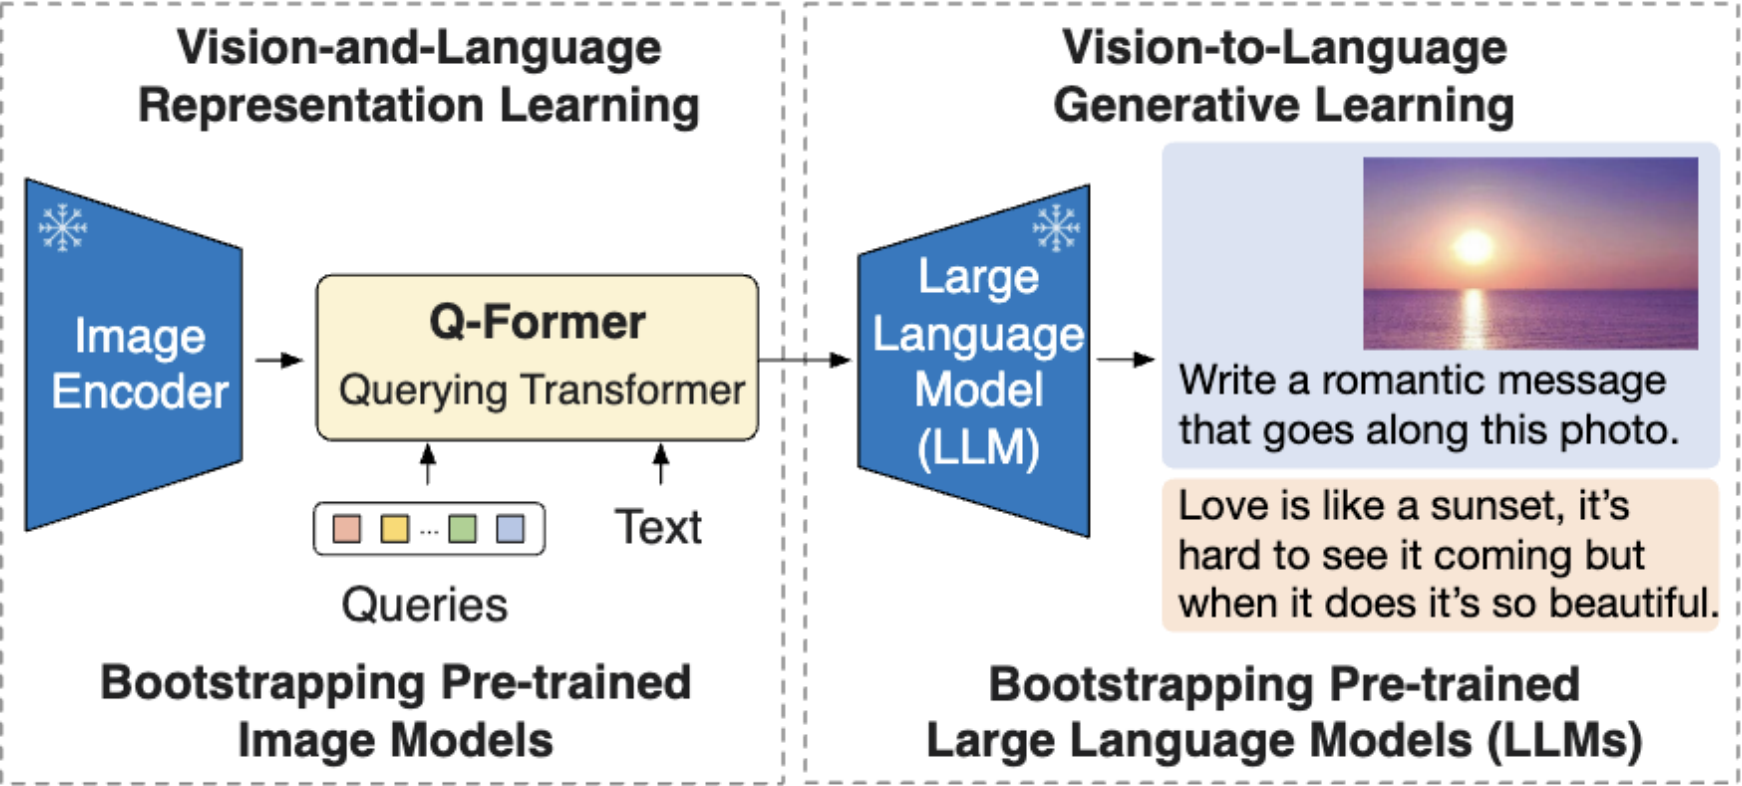 Vision-and-Language
Representation Learning
Image
Encoder
Q-Former
Querying Transformer
...
Queries
Text
Bootstrapping Pre-trained
Image Models
Vision-to-Language
Generative Learning
Large
Language
Model
(LLM)
Write a romantic message
that goes along this photo.
Love is like a sunset, it’s
hard to see it coming but
when it does it’s so beautiful.
Bootstrapping Pre-trained
Large Language Models (LLMs)